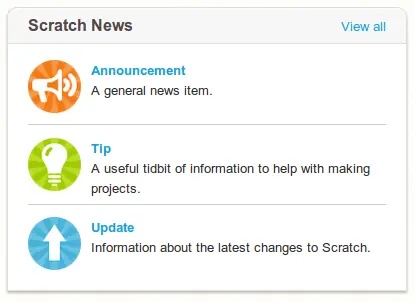 Scratch News
View all
Announcement
A general news item.
Tip
A useful tidbit of information to help with making
projects.
Update
Information about the latest changes to Scratch.